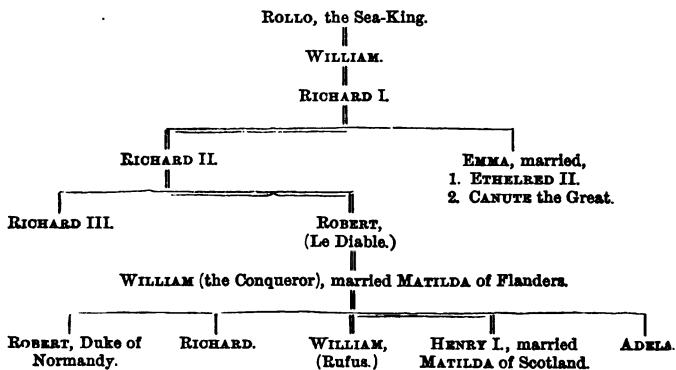 ROLLO, the Sea-King.
WILLIAM.
RICHARD I.
RICHARD II.
EMMA, married,
1. ETHELRED II.
2. CANUTE the Great.
RICHARD III.
ROBERT,
(Le Diable.)
WILLIAM (the Conqueror), married MATILDA of Flanders.
ROBERT, Duke of
Normandy.
RICHARD.
WILLIAM,
(Rufus.)
HENRY I., married
MATILDA of Scotland.
ADELA.